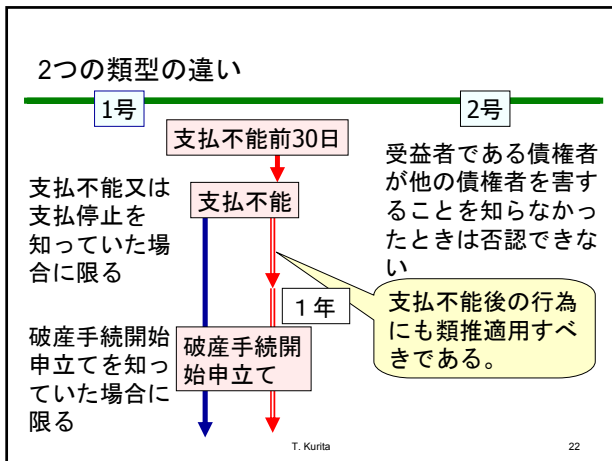 2つの類型の違い
1号
2号
支払不能前30日
支払不能又は
支払停止を
知っていた場
合に限る
支払不能
受益者である債権者
が他の債権者を害す
ることを知らなかっ
たときは否認できな
い
1年
支払不能後の行為
にも類推適用すべ
きである。
破産手続開始
申立てを知っ
ていた場合に
限る
破産手続開
始申立て
T. Kurita
22